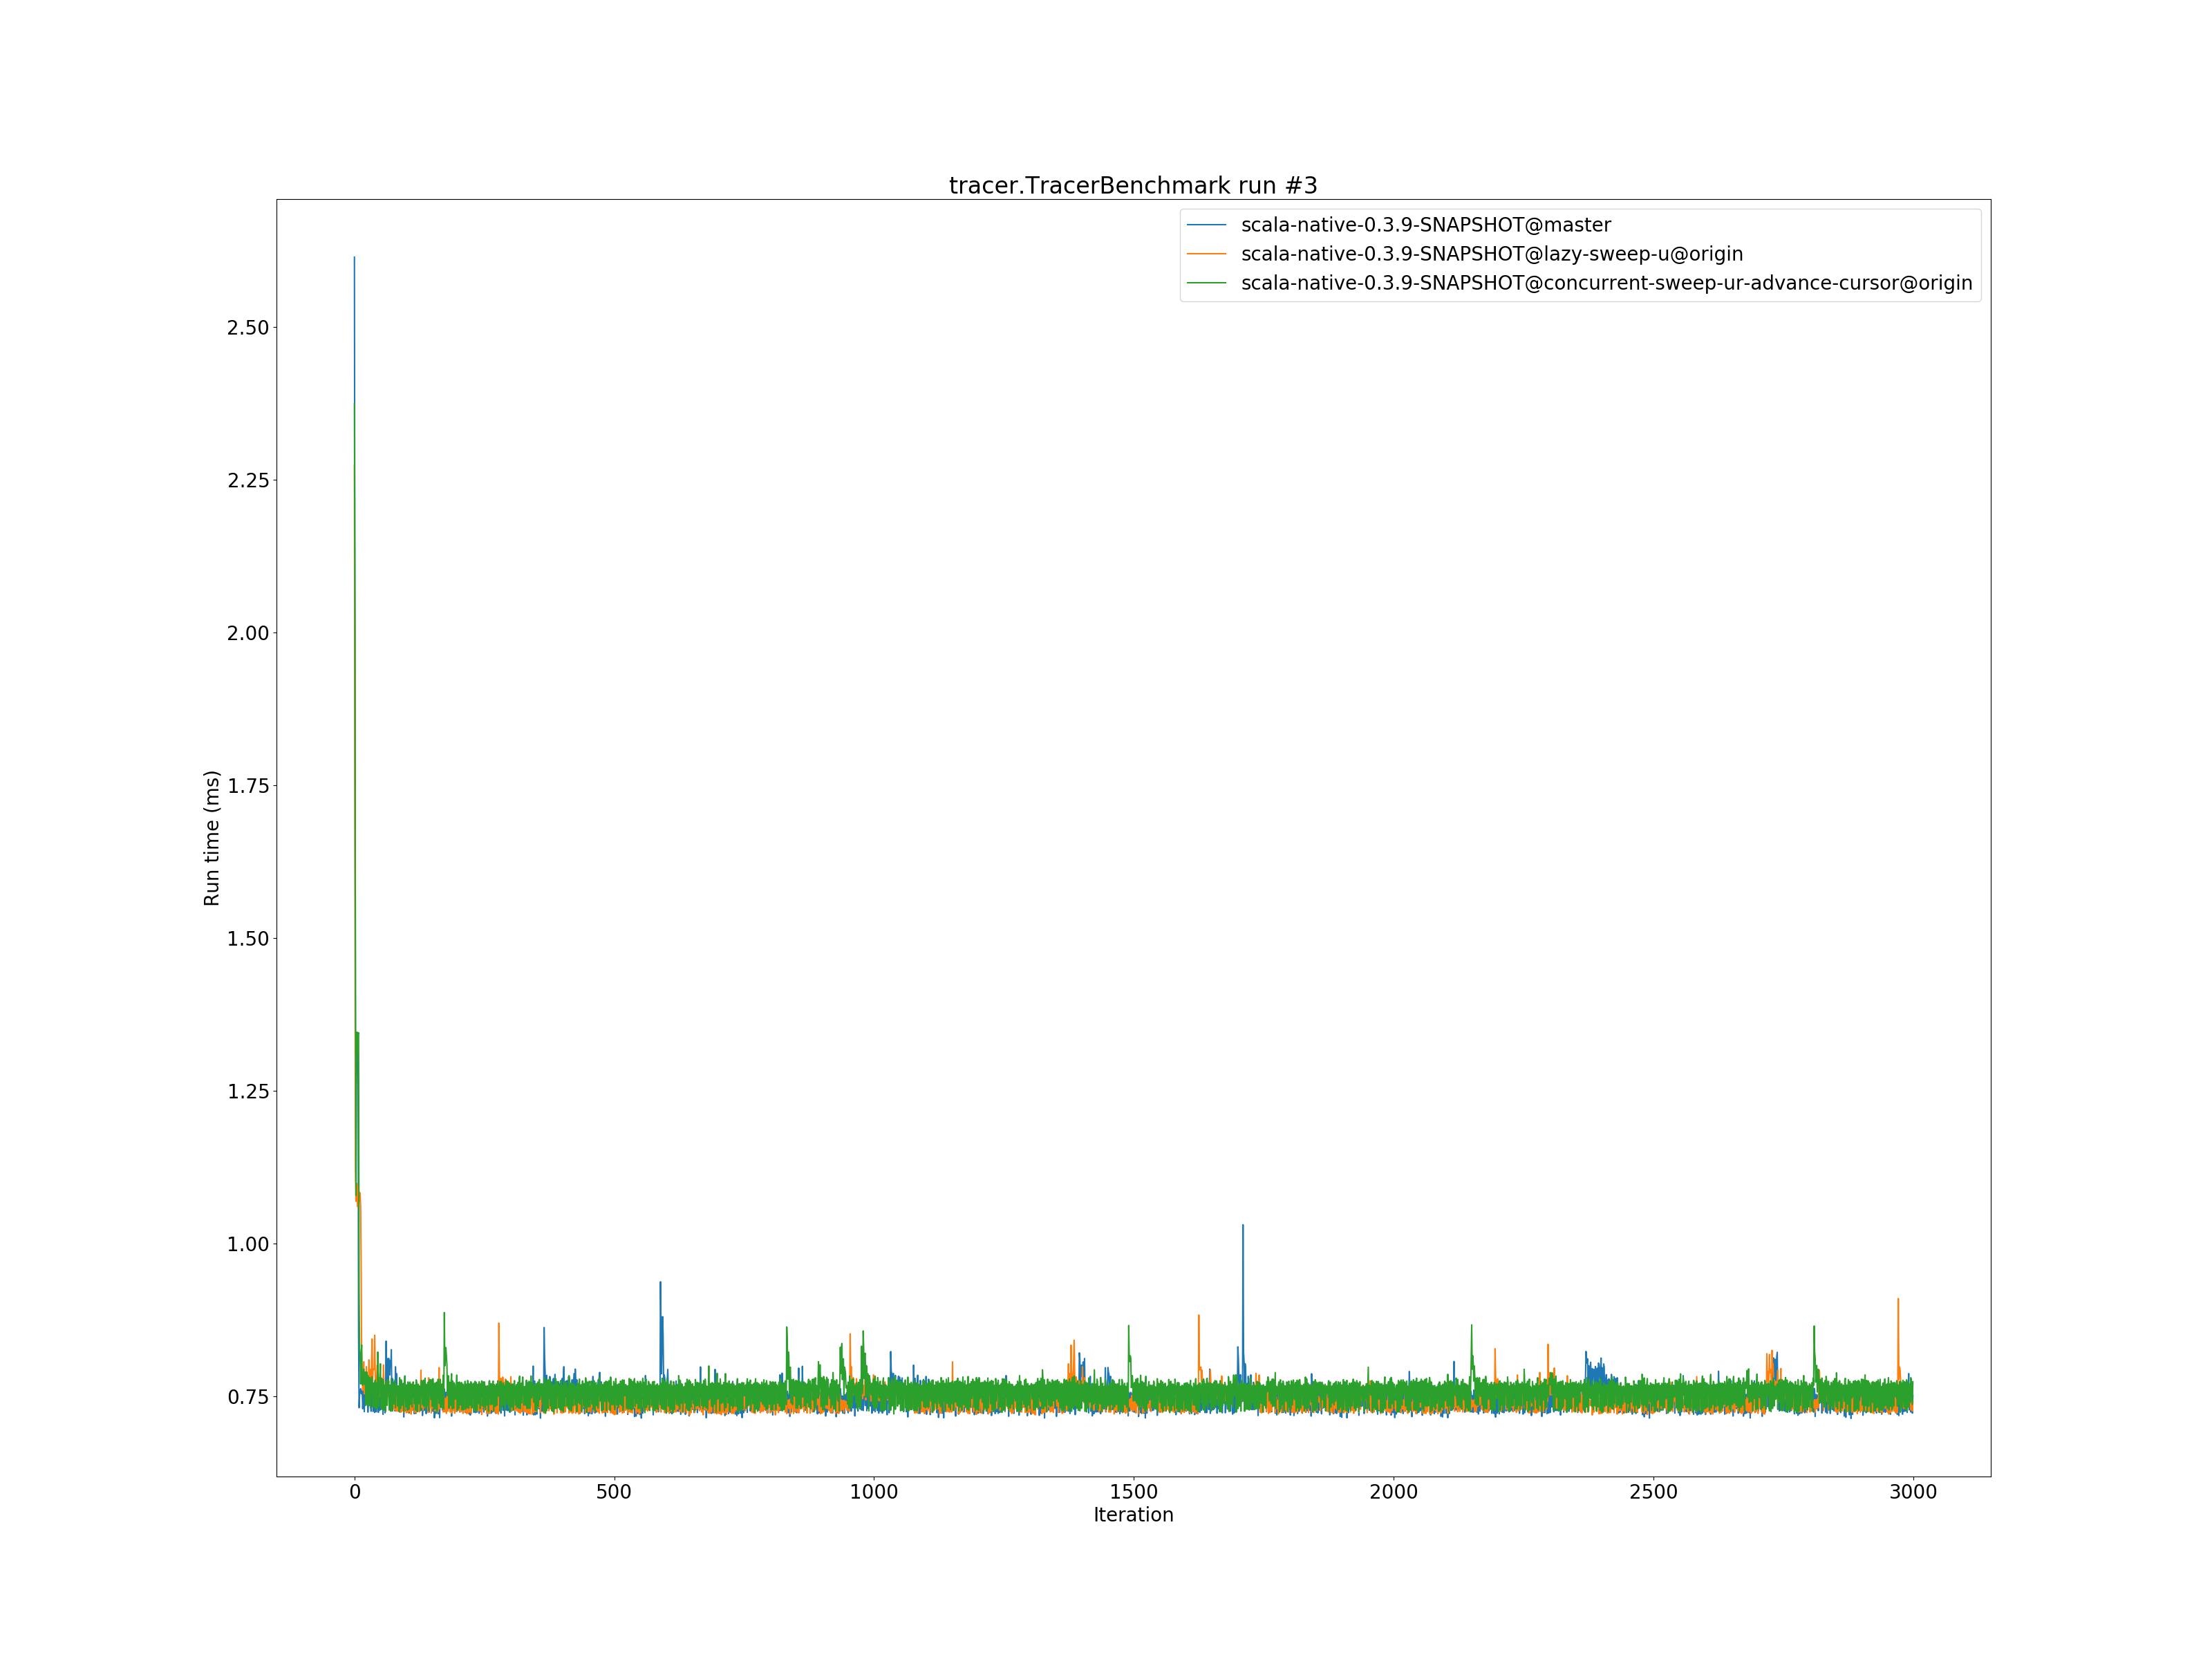 tracer.TracerBenchmark run #3
scala-native-0.3.9-SNAPSHOT@master
scala-native-0.3.9-SNAPSHOT@lazy-sweep-u@origin
scala-native-0.3.9-SNAPSHOT@concurrent-sweep-ur-advance-cursor@origin
Run time (ms)
2.50
2.25
2.00
1.75
1.50
1.25
1.00
0.75
0 500 1000 1500 2000 2500 3000
Iteration